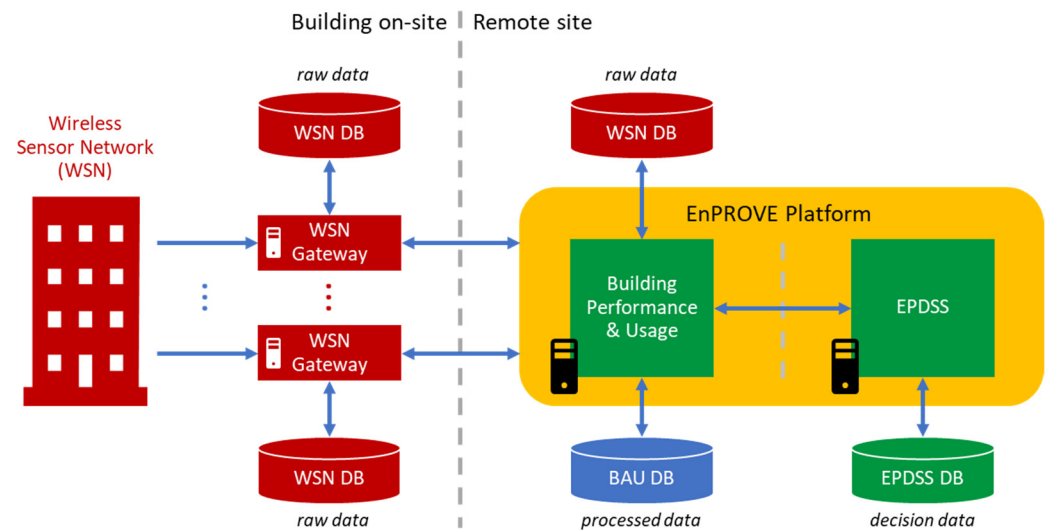 Building on-site
Remote site
raw data
raw data
WSN DB
WSN DB
Wireless
Sensor Network
(WSN)
EnPROVE Platform
WSN
Gateway
Building
Performance
& Usage
EPDSS
WSN
Gateway
WSN DB
BAU DB
EPDSS DB
raw data
processed data
decision data